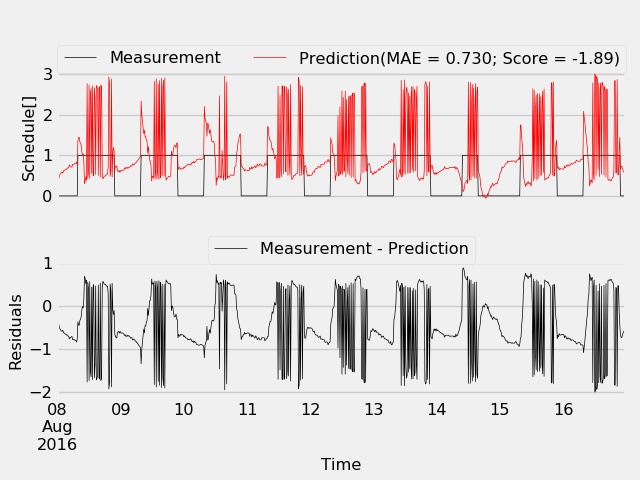 Measurement
Prediction(MAE = 0.730; Score = -1.89)
Schedule[]
3
2
1
0
Measurement - Prediction
Residuals
1
0
−1
−2
08 09 10 11 12 13 14 15 16
Aug
2016
Time